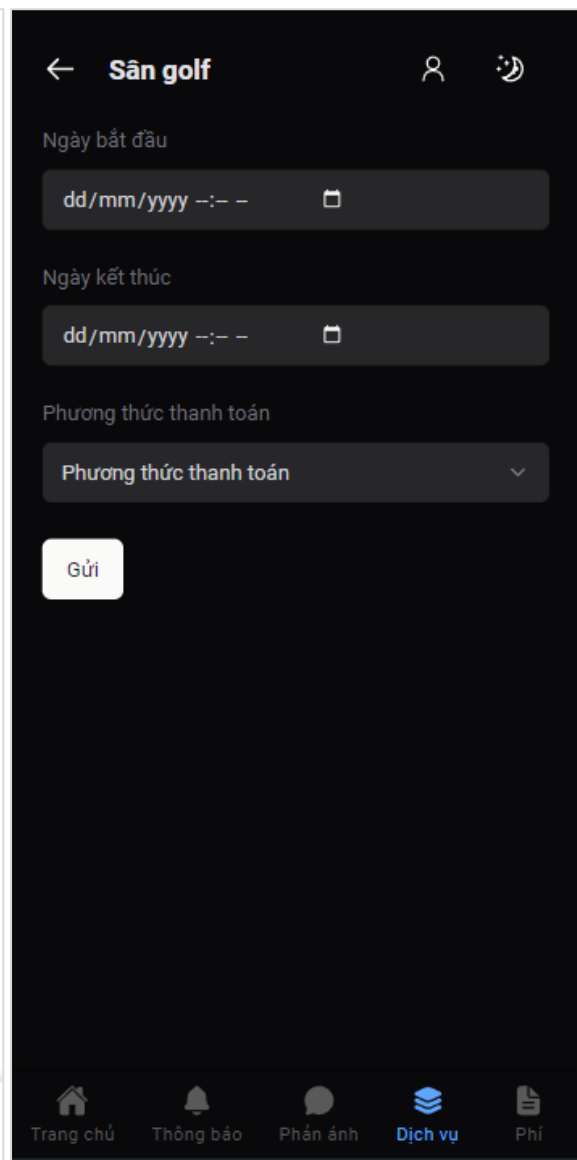 Sân golf
Ngày bắt đầu
dd/mm/yyyy --:-- --
Ngày kết thúc
dd/mm/yyyy --:-- --
Phương thức thanh toán
Phương thức thanh toán
Gửi
Trang chủ Thông báo Phản ánh Dịch vụ Phí